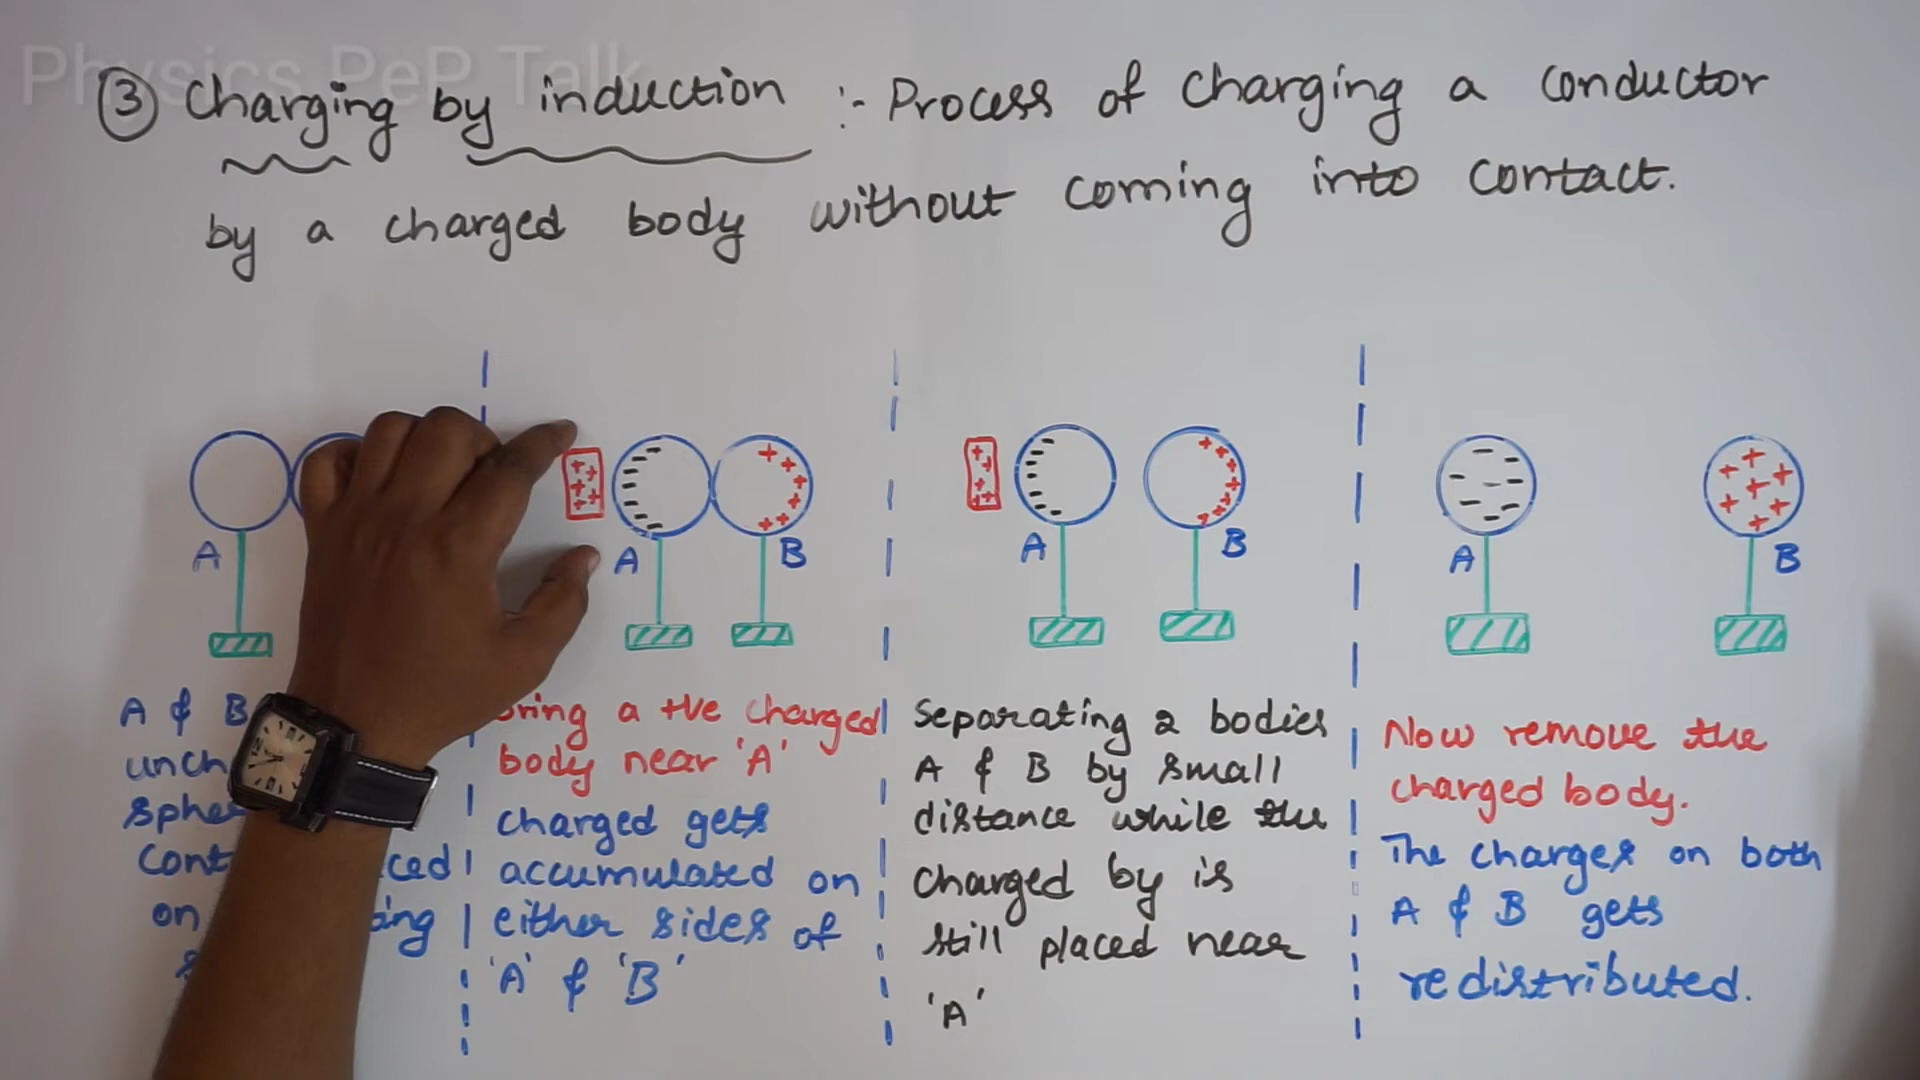 Physics PeP Talk
③ Charging by induction :- Process of charging a conductor
by a charged body without coming into contact.
A B
A B
A B
A
A & B
unch
sphe
cont ced
on ing
s
bring a +ve charged
body near 'A'
charged gets
accumulated on
either sides of
'A' & 'B'
Separating 2 bodies
A & B by small
distance while the
charged by is
still placed near
'A'
Now remove the
charged body.
The charges on both
A & B gets
redistributed.